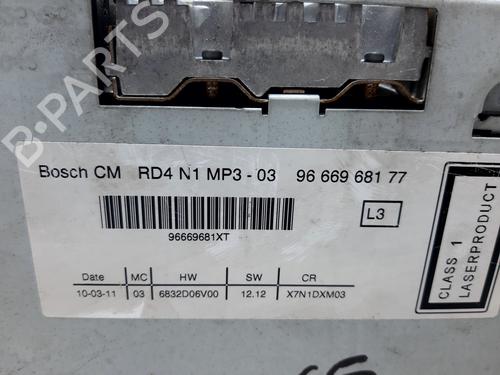 Bosch CM RD4 N1 MP3 - 03 96 669 681 77
96669681XT
L3
CLASS 1
LASERPRODUCT
Date MC HW SW CR
10-03-11 03 6832D06V00 12.12 X7N1DXM03
B-PARTS